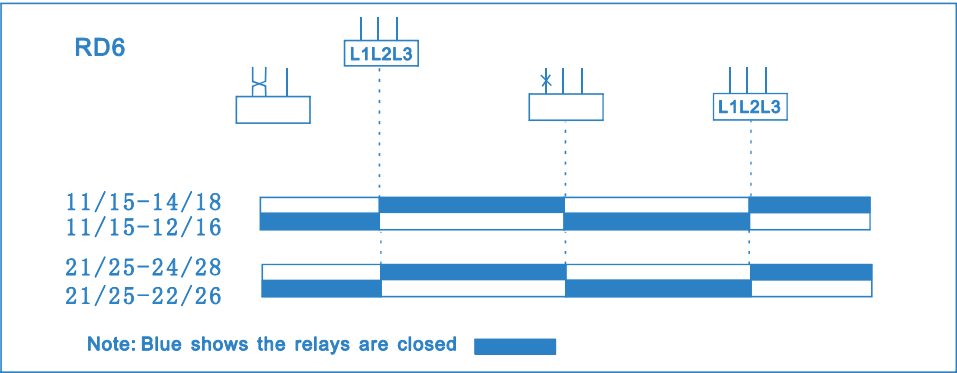 RD6
L1L2L3
L1L2L3
11/15-14/18
11/15-12/16
21/25-24/28
21/25-22/26
Note: Blue shows the relays are closed